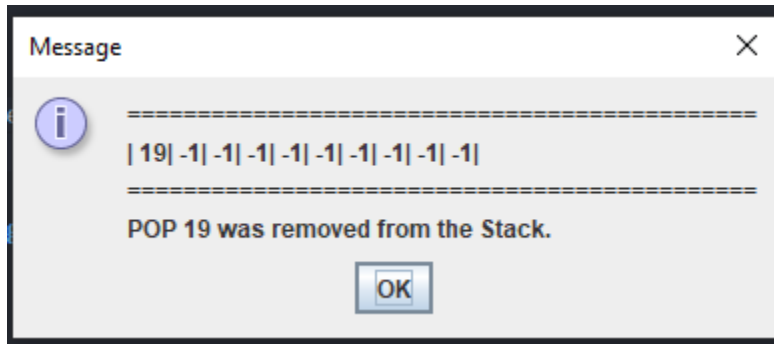 Message
=============================================
| 19| -1| -1| -1| -1| -1| -1| -1| -1| -1|
=============================================
POP 19 was removed from the Stack.
OK